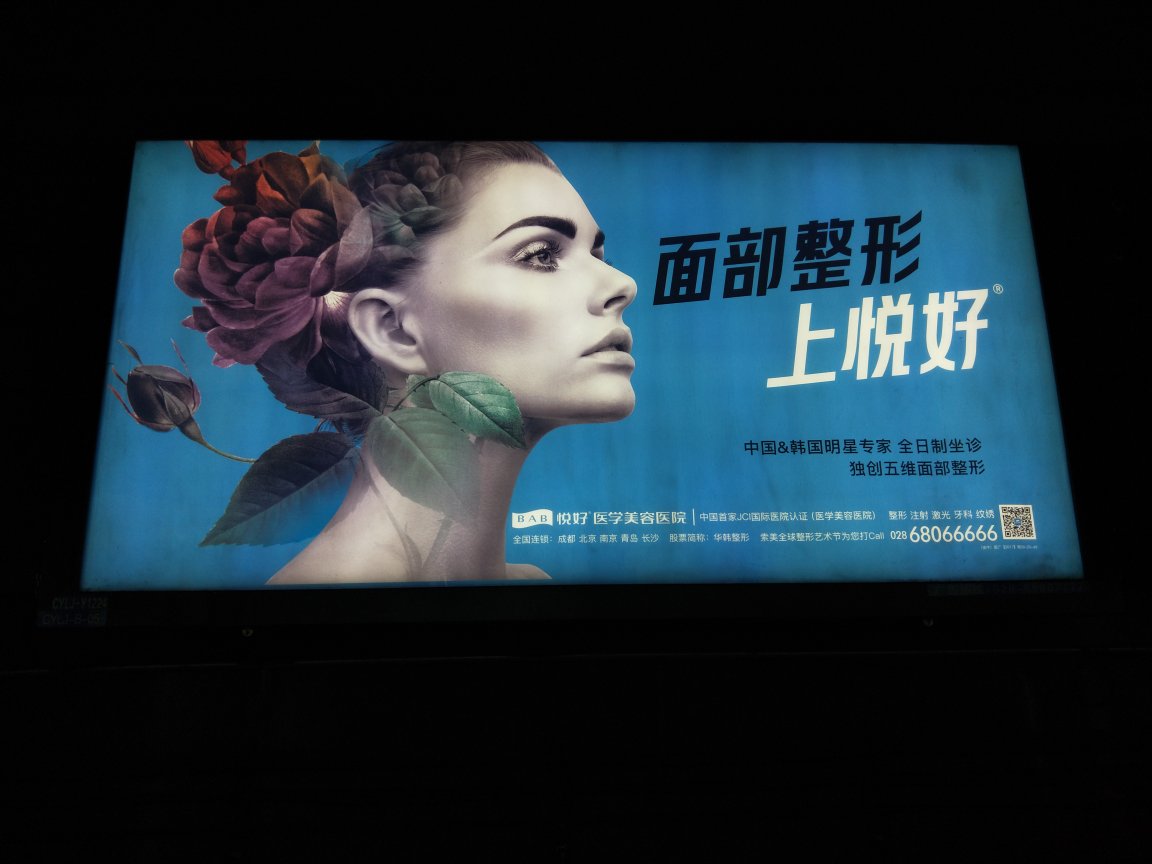 面部整形
上悦好®
中国&韩国明星专家 全日制坐诊
独创五维面部整形
BAB 悦好® 医学美容医院 中国首家JCI国际医院认证（医学美容医院） 整形 注射 激光 牙科 纹绣
全国连锁：成都 北京 南京 青岛 长沙 股票简称：华韩整形 索美全球整形艺术节为您打Call 028 68066666
CYLJ-B-05